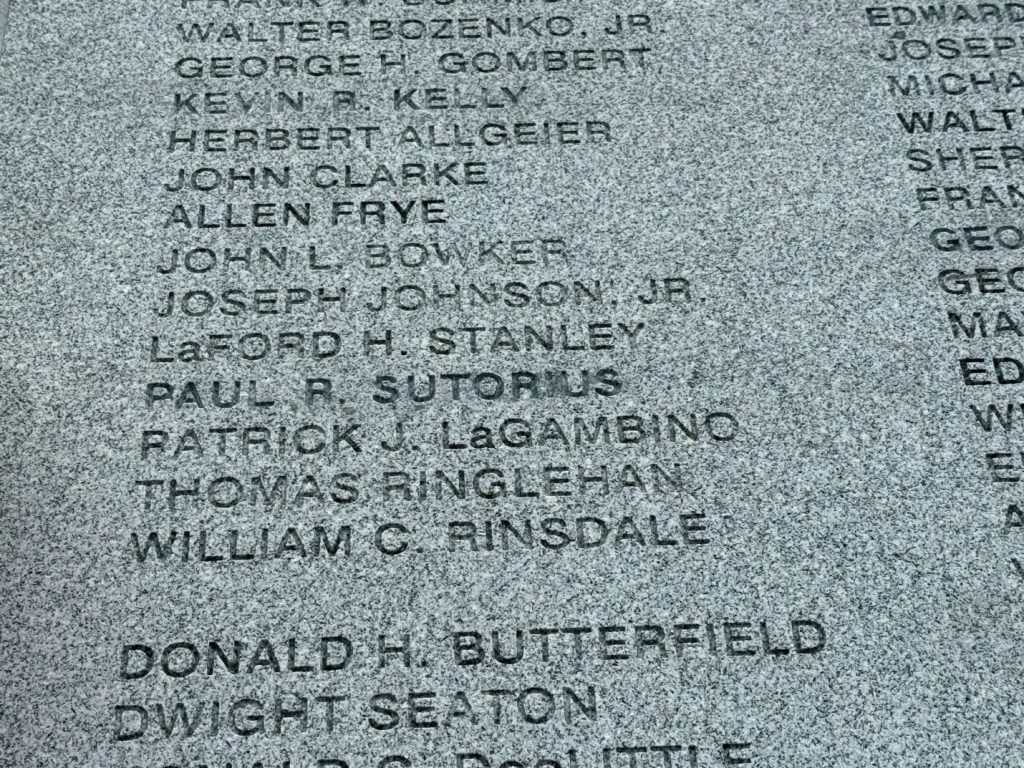 WALTER BOZENKO, JR.
GEORGE H. GOMBERT
KEVIN R. KELLY
HERBERT ALLGEIER
JOHN CLARKE
ALLEN FRYE
JOHN L. BOWKER
JOSEPH JOHNSON, JR.
LaFORD H. STANLEY
PAUL R. SUTORIUS
PATRICK J. LaGAMBINO
THOMAS RINGLEHAN
WILLIAM C. RINSDALE
DONALD H. BUTTERFIELD
DWIGHT SEATON
DooLITTLE
EDWARD
JOSEP
MICHA
WALT
SHER
FRAN
GEO
GEO
MA
ED